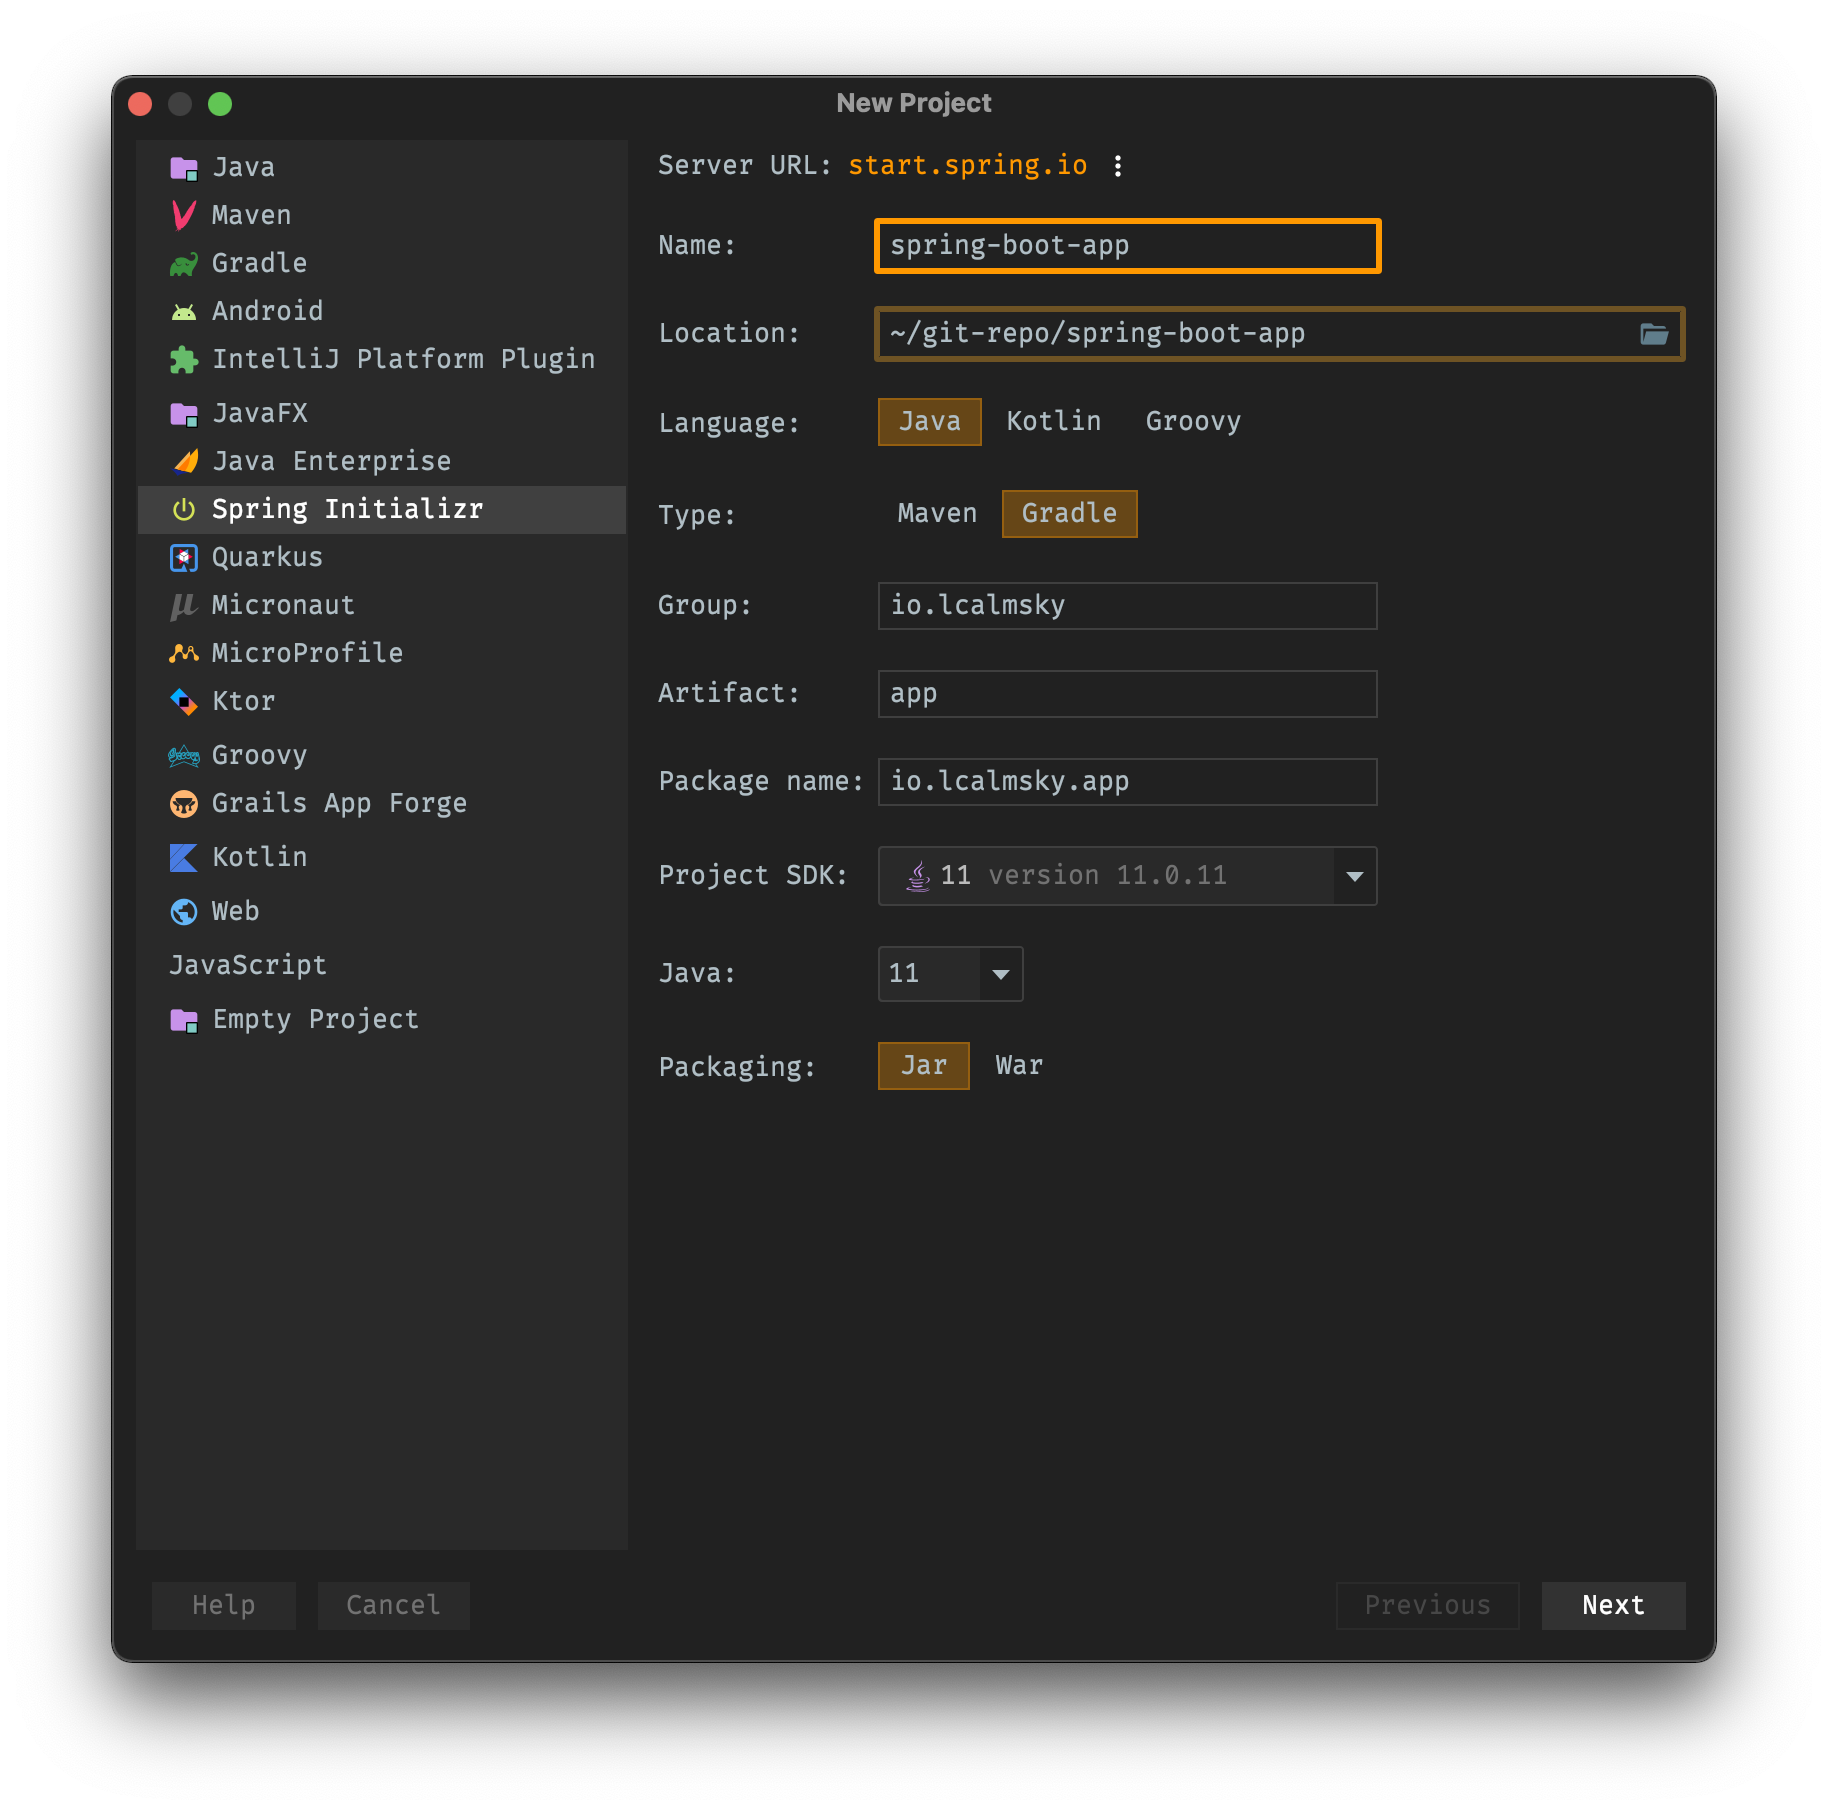 New Project
Java
Maven
Gradle
Android
IntelliJ Platform Plugin
JavaFX
Java Enterprise
Spring Initializr
Quarkus
Micronaut
MicroProfile
Ktor
Groovy
Grails App Forge
Kotlin
Web
JavaScript
Empty Project
Server URL: start.spring.io
Name: spring-boot-app
Location: ~/git-repo/spring-boot-app
Language: Java Kotlin Groovy
Type: Maven Gradle
Group: io.lcalmsky
Artifact: app
Package name: io.lcalmsky.app
Project SDK: 11 version 11.0.11
Java: 11
Packaging: Jar War
Help Cancel Previous Next